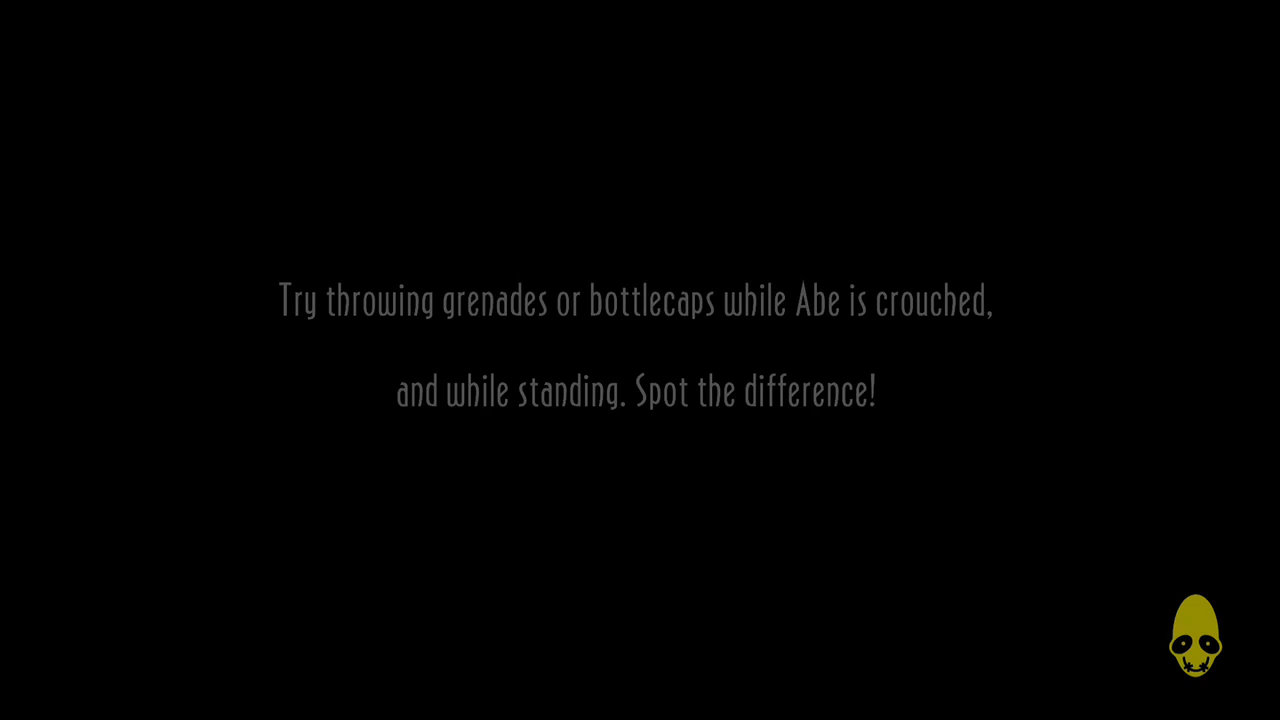 Try throwing grenades or bottlecaps while Abe is crouched,
and while standing. Spot the difference!